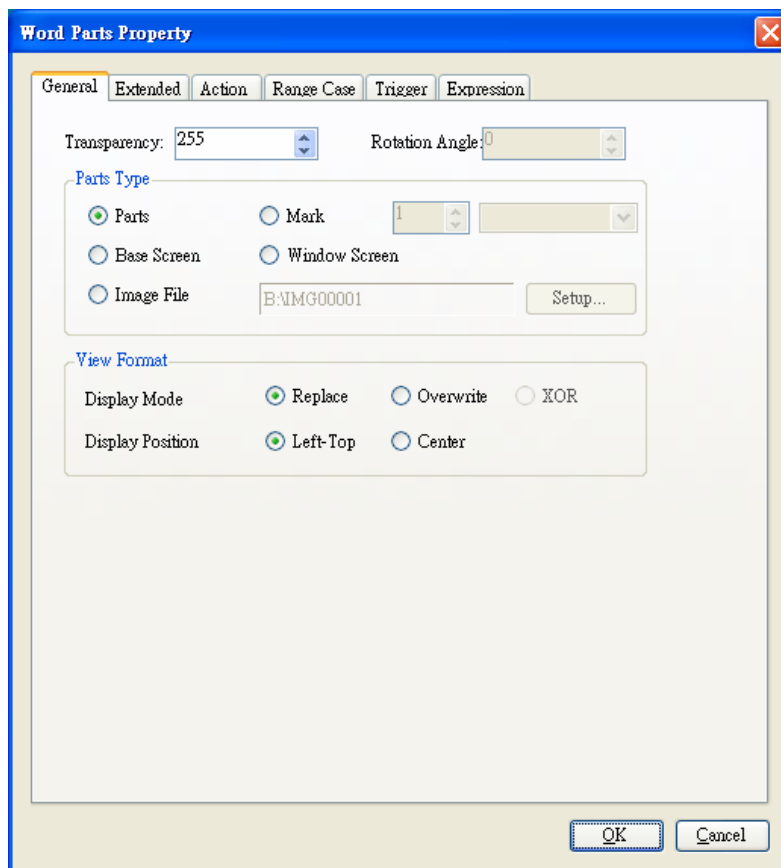 Word Parts Property
General Extended Action Range Case Trigger Expression
Transparency: 255 Rotation Angle: 0
Parts Type
Parts Mark 1
Base Screen Window Screen
Image File B:\IMG00001 Setup...
View Format
Display Mode Replace Overwrite XOR
Display Position Left-Top Center
OK Cancel